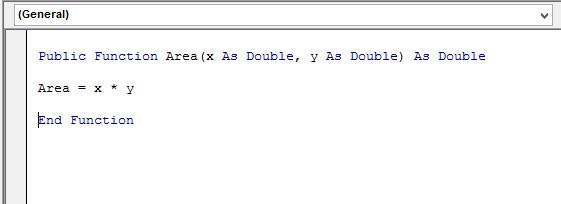 (General)
Public Function Area(x As Double, y As Double) As Double
Area = x * y
End Function